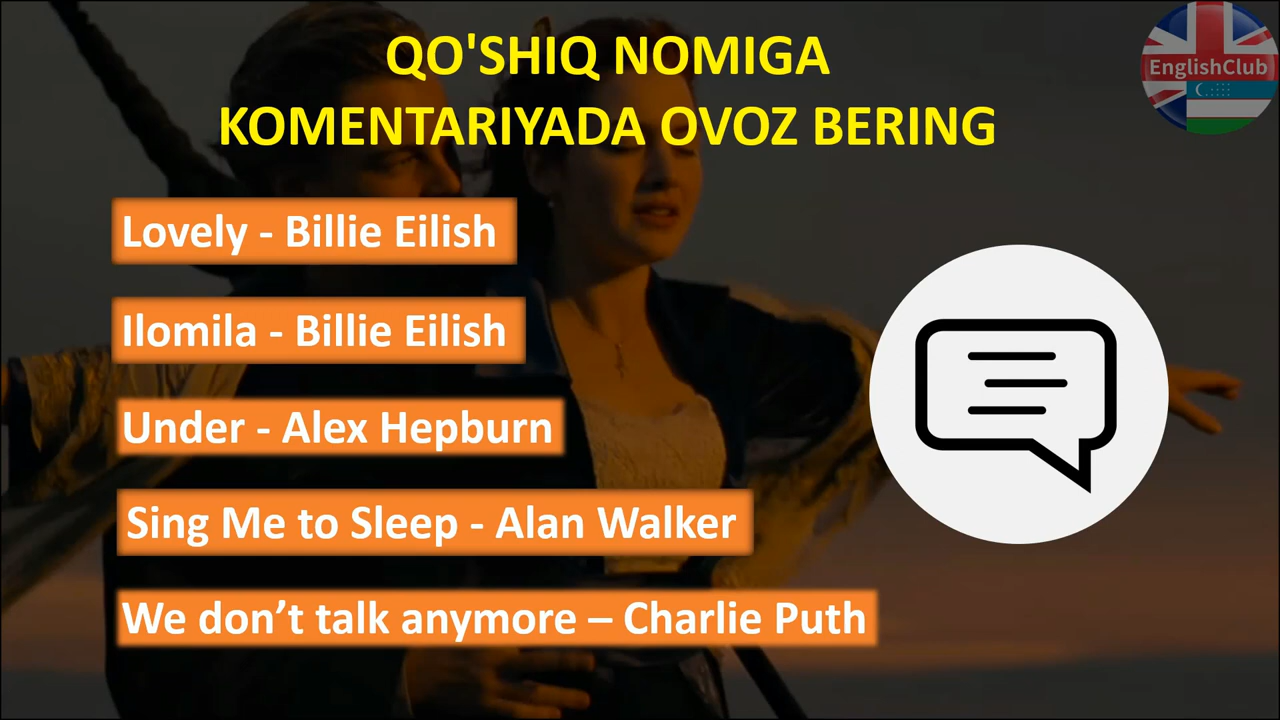 QO'SHIQ NOMIGA
KOMENTARIYADA OVOZ BERING
EnglishClub
Lovely - Billie Eilish
Ilomila - Billie Eilish
Under - Alex Hepburn
Sing Me to Sleep - Alan Walker
We don’t talk anymore – Charlie Puth